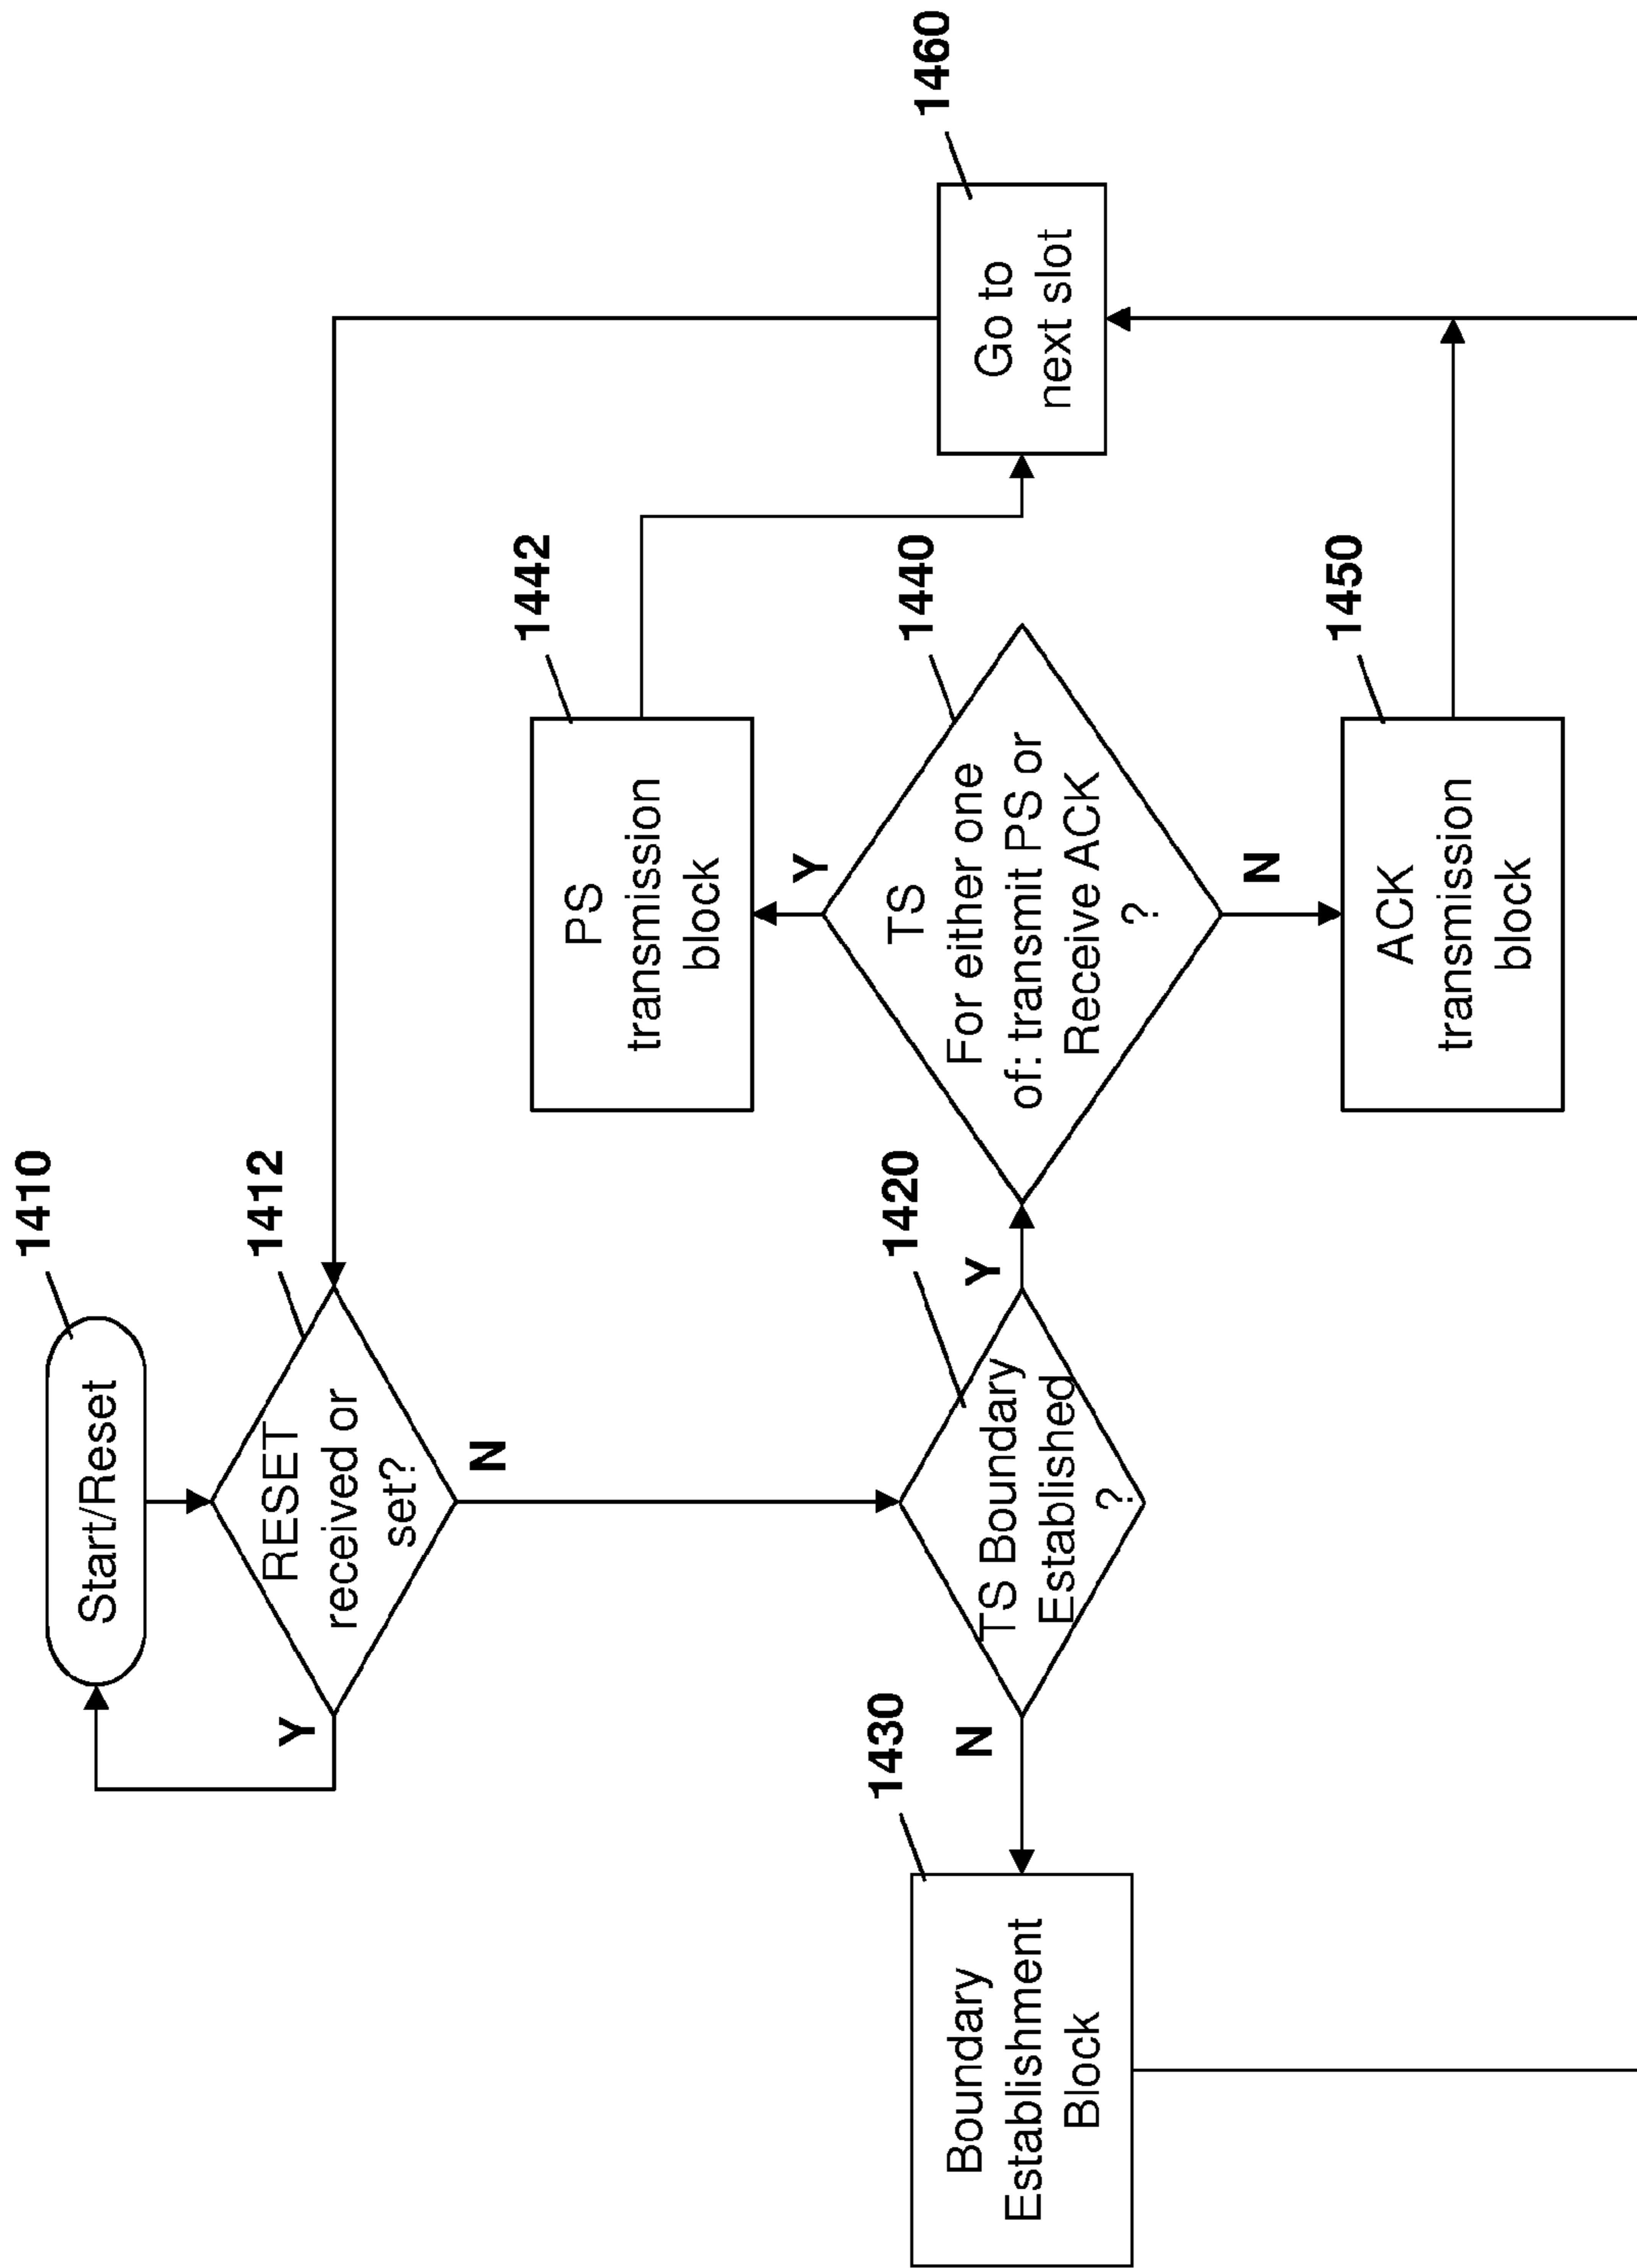 1410
Start/Reset
1412
RESET
received or
set?
Y
N
1420
TS Boundary
Established
?
N
Y
1430
Boundary
Establishment
Block
1440
TS
For either one
of: transmit PS or
Receive ACK
?
Y
N
1442
PS
transmission
block
1450
ACK
transmission
block
1460
Go to
next slot